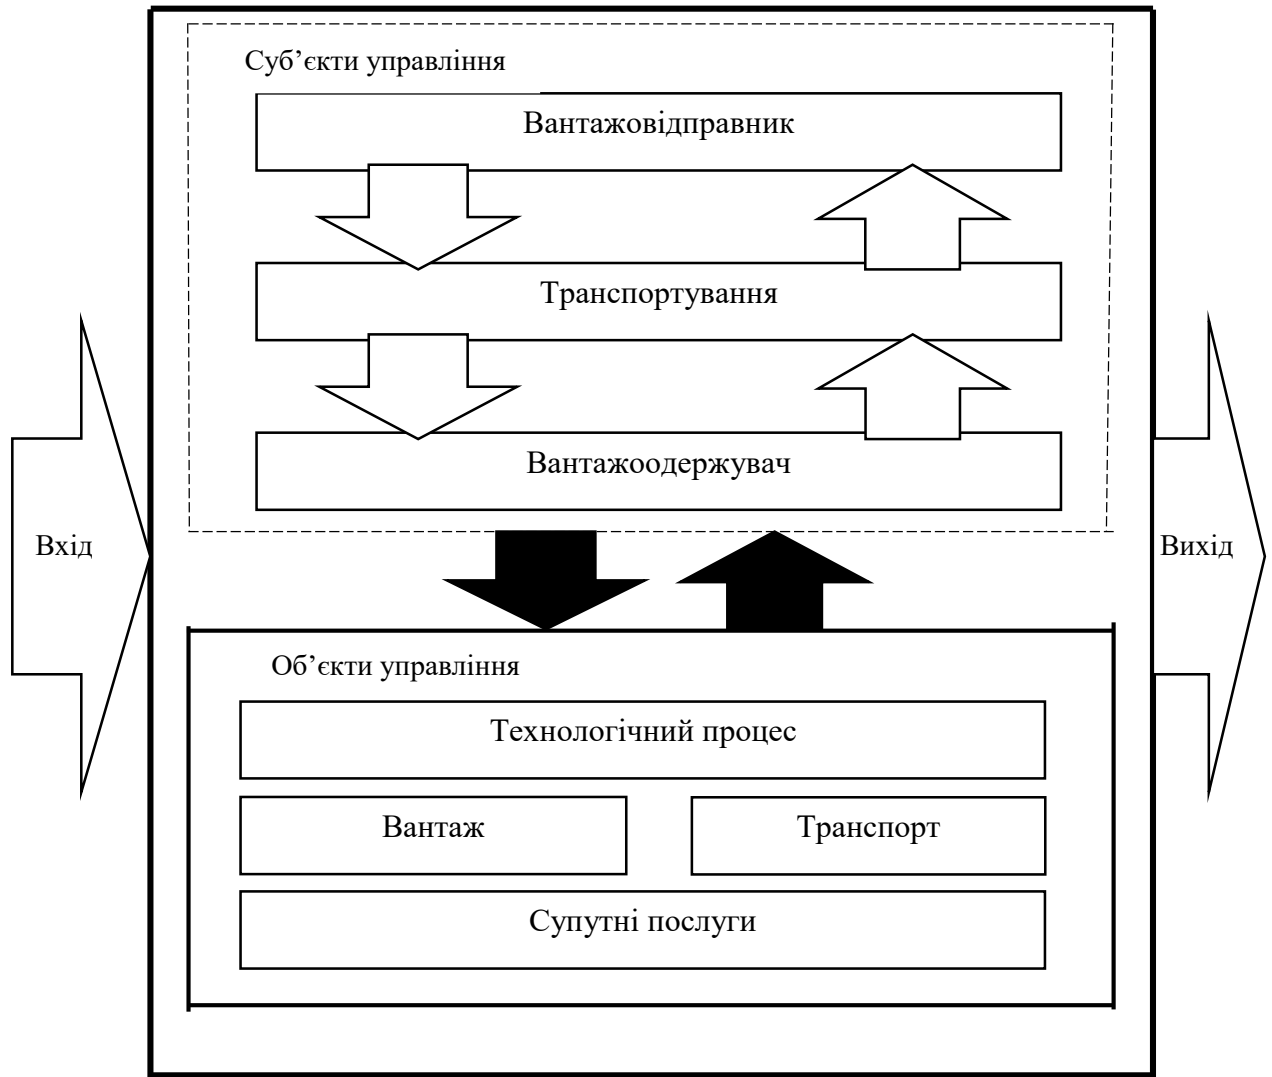 Суб’єкти управління
Вантажовідправник
Транспортування
Вантажоодержувач
Вхід
Вихід
Об’єкти управління
Технологічний процес
Вантаж
Транспорт
Супутні послуги